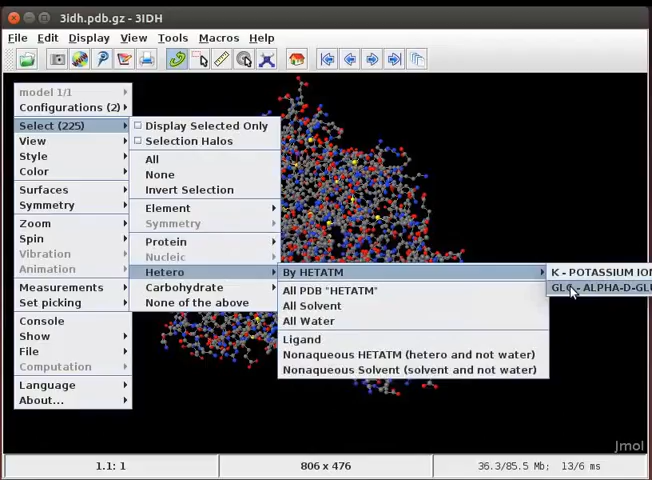 3idh.pdb.gz - 3IDH
File Edit Display View Tools Macros Help
model 1/1
Configurations (2)
Select (225)
View
Style
Color
Surfaces
Symmetry
Zoom
Spin
Vibration
Animation
Measurements
Set picking
Console
Show
File
Computation
Language
About...
Display Selected Only
Selection Halos
All
None
Invert Selection
Element
Symmetry
Protein
Nucleic
Hetero
Carbohydrate
None of the above
By HETATM
All PDB "HETATM"
All Solvent
All Water
Ligand
Nonaqueous HETATM (hetero and not water)
Nonaqueous Solvent (solvent and not water)
K - POTASSIUM ION
GLC - ALPHA-D-GLU
Jmol
1.1: 1
806 x 476
36.3/85.5 Mb; 13/6 ms